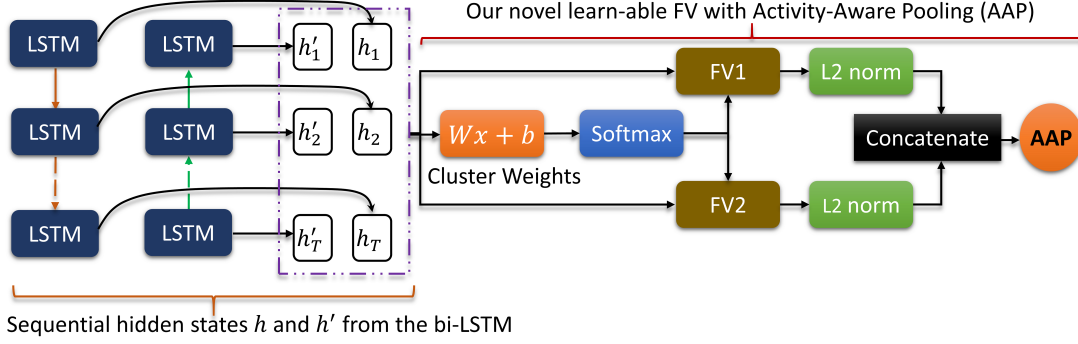 Our novel learn-able FV with Activity-Aware Pooling (AAP)
LSTM LSTM h′₁ h₁
LSTM LSTM h′₂ h₂
LSTM LSTM h′_T h_T
Wx + b
Cluster Weights
Softmax
FV1
L2 norm
FV2
L2 norm
Concatenate
AAP
Sequential hidden states h and h′ from the bi-LSTM